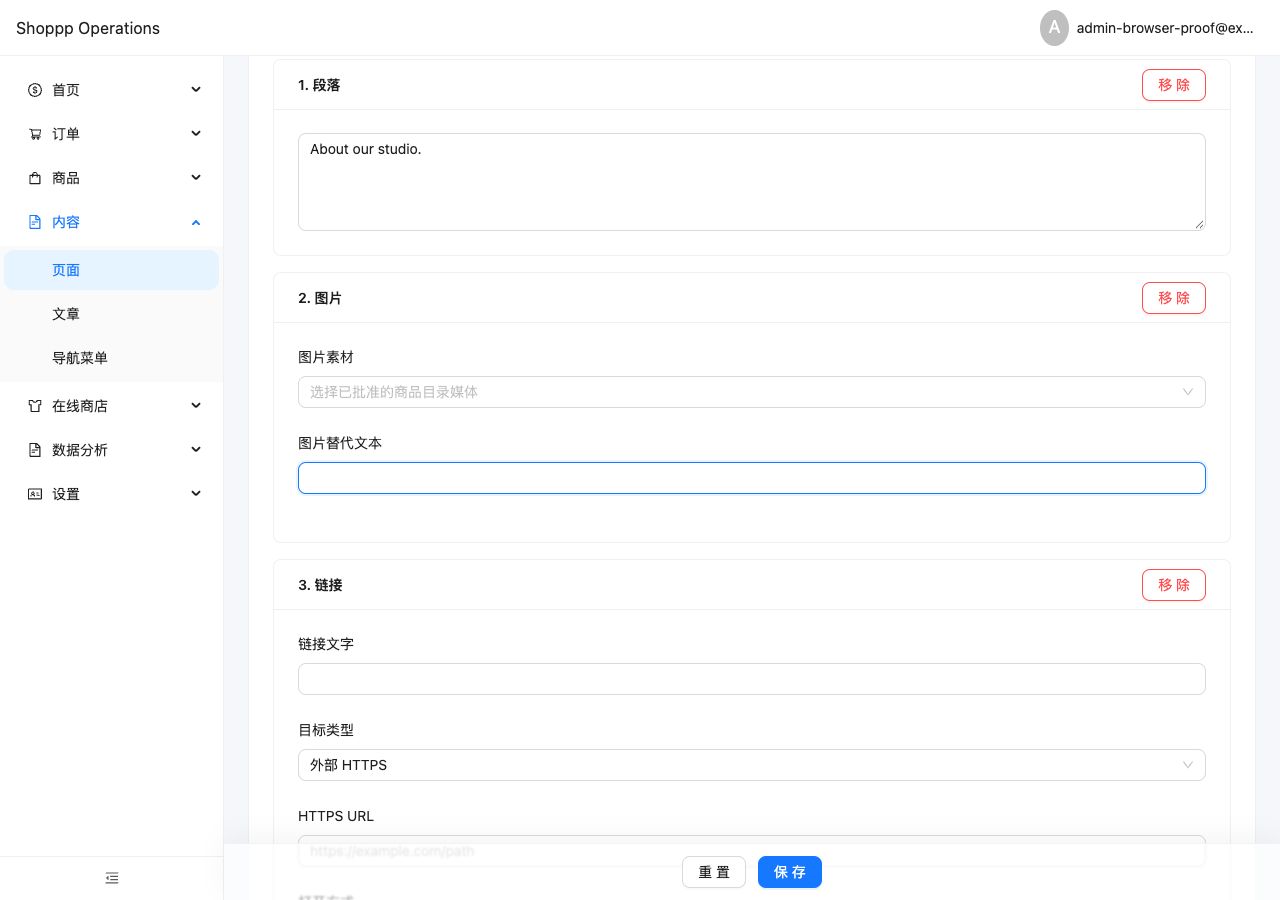 Shoppp Operations
A
admin-browser-proof@ex...
首页
订单
商品
内容
页面
文章
导航菜单
在线商店
数据分析
设置
1. 段落
移 除
About our studio.
2. 图片
移 除
图片素材
选择已批准的商品目录媒体
图片替代文本
3. 链接
移 除
链接文字
目标类型
外部 HTTPS
HTTPS URL
https://example.com/path
重 置
保 存